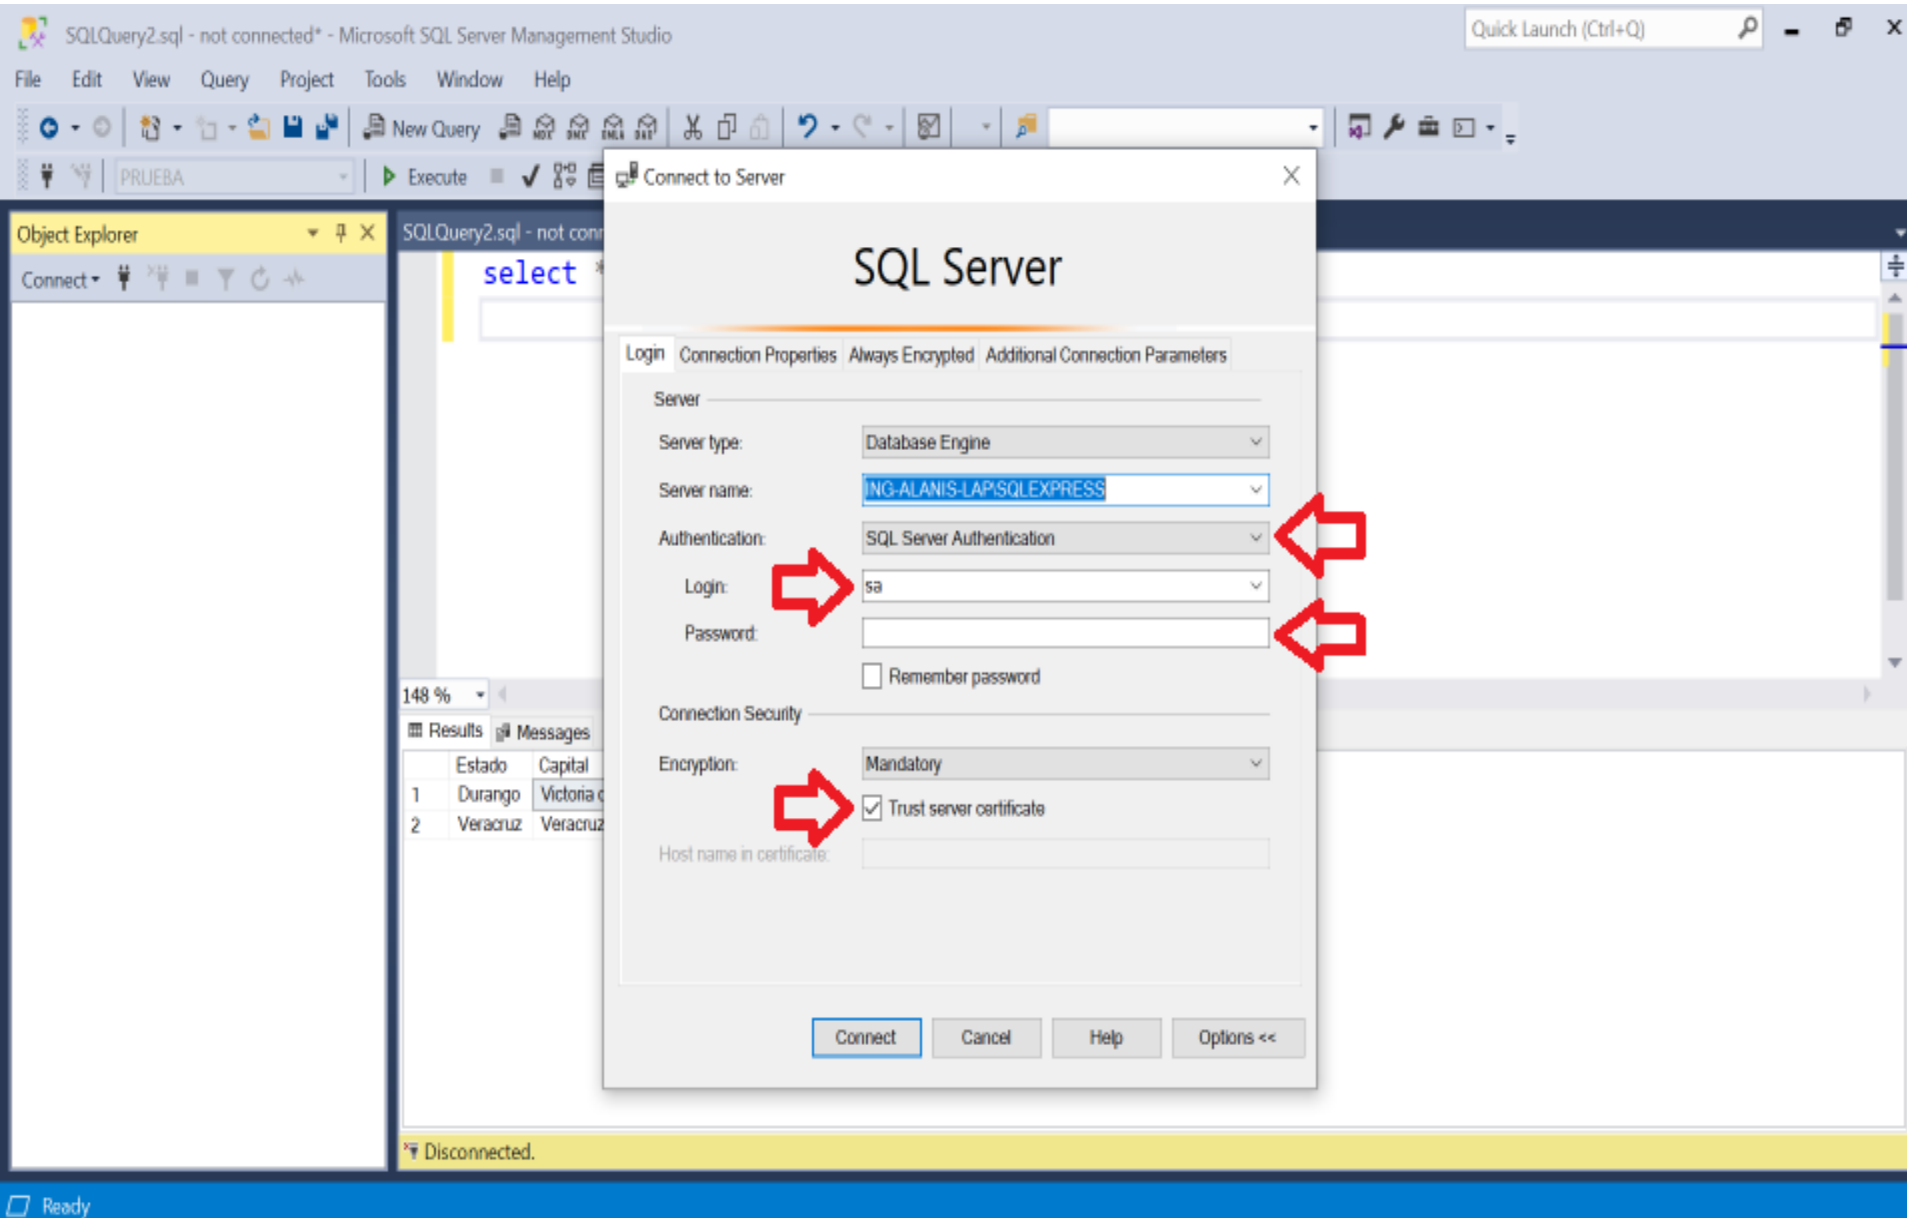 SQLQuery2.sql - not connected* - Microsoft SQL Server Management Studio
Quick Launch (Ctrl+Q)
File Edit View Query Project Tools Window Help
New Query MDX DMX XMLA DAX
PRUEBA Execute
Connect to Server
Object Explorer
SQLQuery2.sql - not conn
Connect
select *
SQL Server
Login Connection Properties Always Encrypted Additional Connection Parameters
Server
Server type: Database Engine
Server name: ING-ALANIS-LAP\SQLEXPRESS
Authentication: SQL Server Authentication
Login: sa
Password:
Remember password
148 %
Connection Security
Results Messages
Encryption: Mandatory
Estado Capital
1 Durango Victoria d
Trust server certificate
2 Veracruz Veracruz
Host name in certificate:
Connect Cancel Help Options <<
Disconnected.
Ready